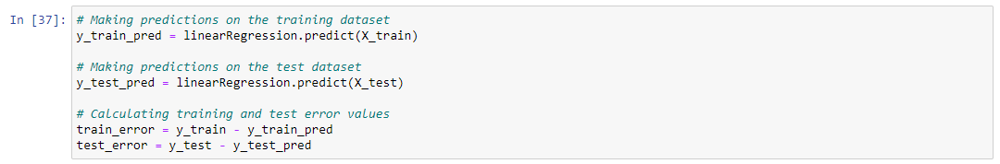 In [37]: # Making predictions on the training dataset
y_train_pred = linearRegression.predict(X_train)
# Making predictions on the test dataset
y_test_pred = linearRegression.predict(X_test)
# Calculating training and test error values
train_error = y_train - y_train_pred
test_error = y_test - y_test_pred